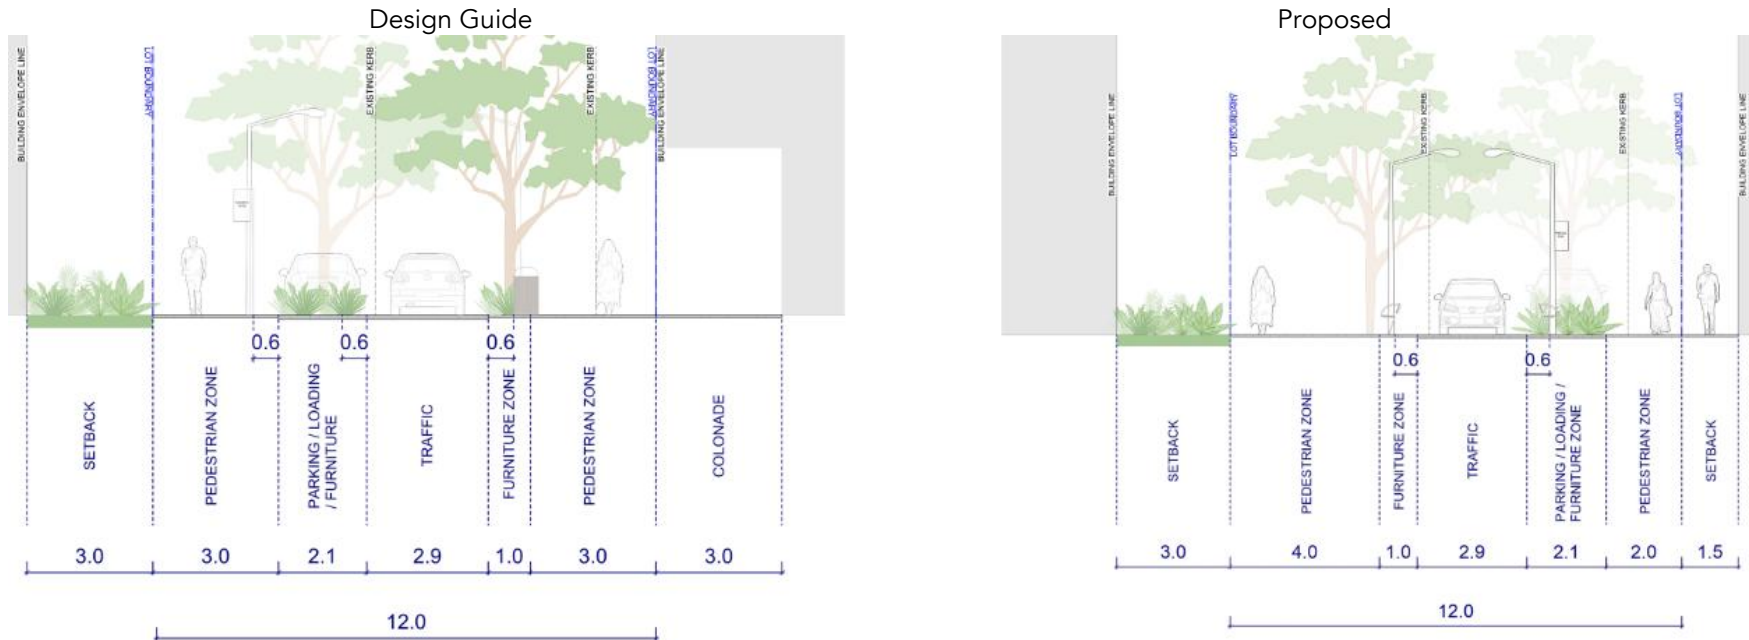 Design Guide
BUILDING ENVELOPE LINE
LOT BOUNDARY
EXISTING KERB
EXISTING KERB
LOT BOUNDARY
BUILDING ENVELOPE LINE
0.6
0.6
0.6
SETBACK
PEDESTRIAN ZONE
PARKING / LOADING
/ FURNITURE
TRAFFIC
FURNITURE ZONE
PEDESTRIAN ZONE
COLONADE
3.0
3.0
2.1
2.9
1.0
3.0
3.0
12.0
Proposed
BUILDING ENVELOPE LINE
LOT BOUNDARY
EXISTING KERB
EXISTING KERB
LOT BOUNDARY
BUILDING ENVELOPE LINE
0.6
0.6
SETBACK
PEDESTRIAN ZONE
FURNITURE ZONE
TRAFFIC
PARKING / LOADING /
FURNITURE ZONE
PEDESTRIAN ZONE
SETBACK
3.0
4.0
1.0
2.9
2.1
2.0
1.5
12.0